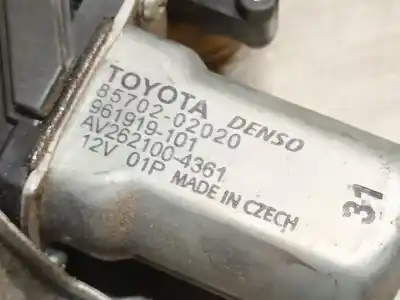 TOYOTA DENSO
85702-02020
961919-101
AV262100-4361
12V 01P MADE IN CZECH
31